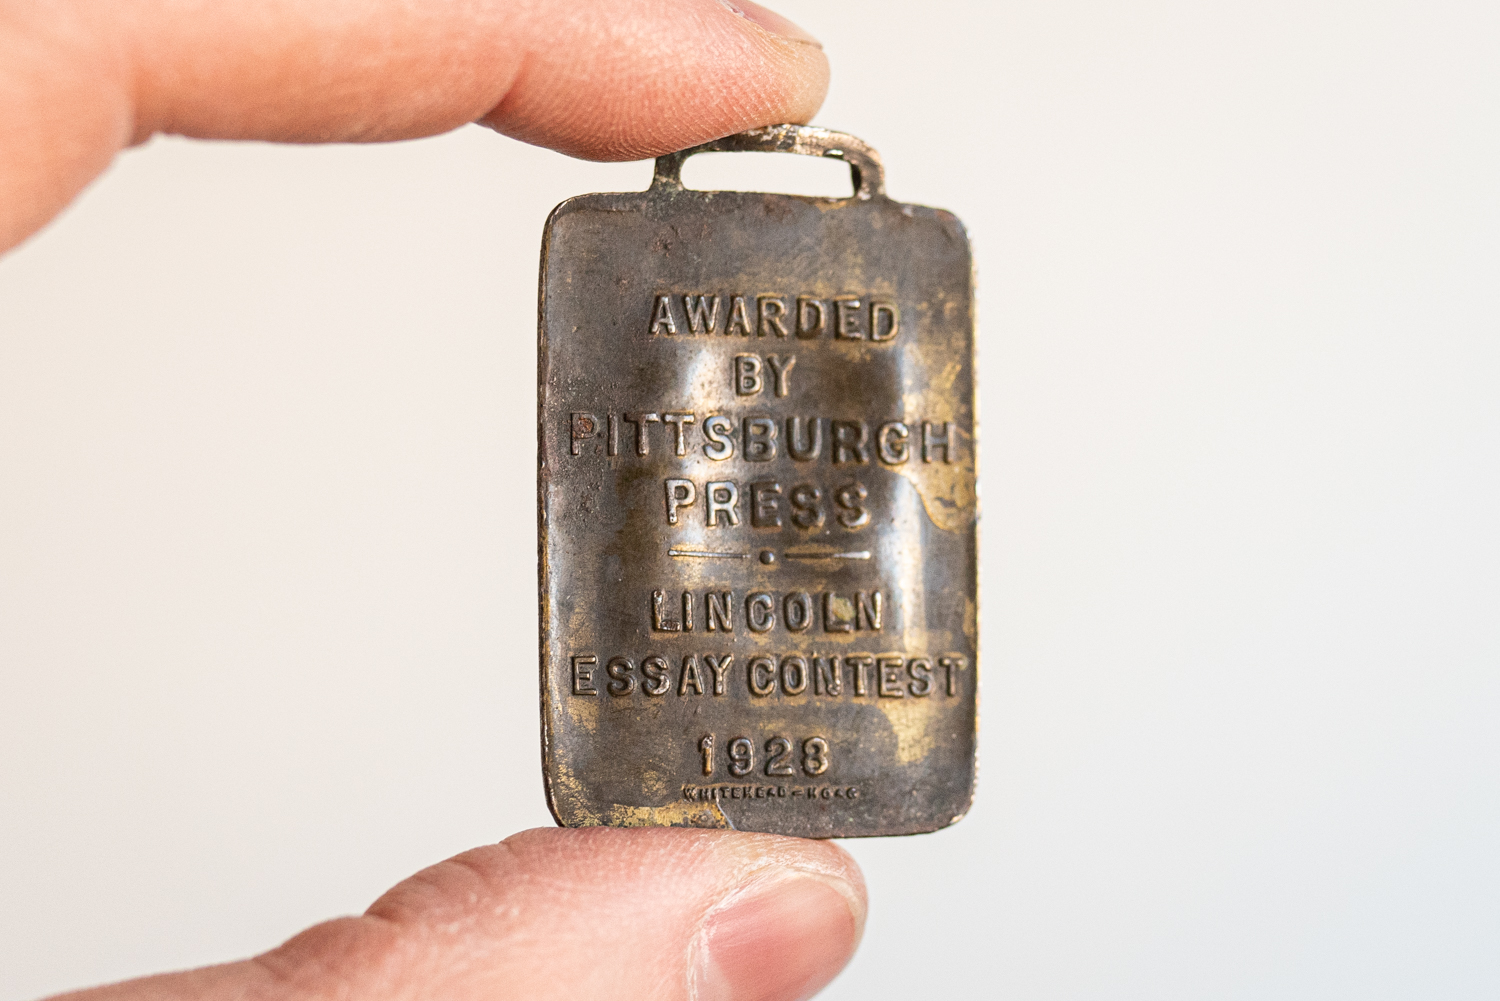 AWARDED
BY
PITTSBURGH
PRESS
LINCOLN
ESSAY CONTEST
1928
WHITEHEAD-HOAG